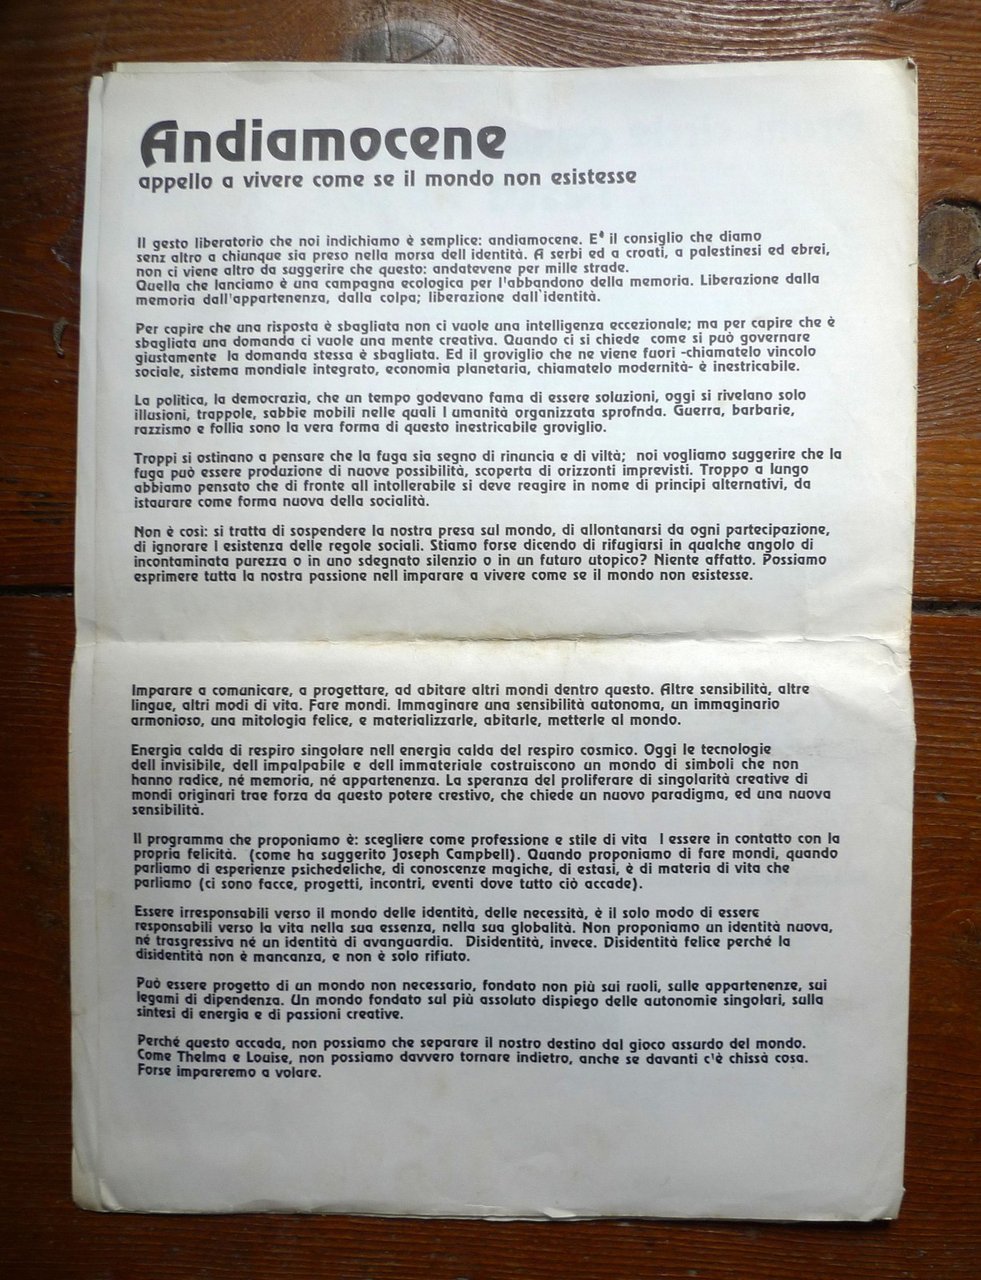 Andiamocene
appello a vivere come se il mondo non esistesse
Il gesto liberatorio che noi indichiamo è semplice: andiamocene. E' il consiglio che diamo
senz altro a chiunque sia preso nella morsa dell identità. A serbi ed a croati, a palestinesi ed ebrei,
non ci viene altro da suggerire che questo: andatevene per mille strade.
Quella che lanciamo è una campagna ecologica per l'abbandono della memoria. Liberazione dalla
memoria dall'appartenenza, dalla colpa; liberazione dall`identità.
Per capire che una risposta è sbagliata non ci vuole una intelligenza eccezionale; ma per capire che è
sbagliata una domanda ci vuole una mente creativa. Quando ci si chiede  come si può governare
giustamente  la domanda stessa è sbagliata. Ed il groviglio che ne viene fuori -chiamatelo vincolo
sociale, sistema mondiale integrato, economia planetaria, chiamatelo modernità- è inestricabile.
La politica, la democrazia, che un tempo godevano fama di essere soluzioni, oggi si rivelano solo
illusioni, trappole, sabbie mobili nelle quali l umanità organizzata sprofnda. Guerra, barbarie,
razzismo e follia sono la vera forma di questo inestricabile groviglio.
Troppi si ostinano a pensare che la fuga sia segno di rinuncia e di viltà;  noi vogliamo suggerire che la
fuga può essere produzione di nuove possibilità, scoperta di orizzonti imprevisti. Troppo a lungo
abbiamo pensato che di fronte all intollerabile si deve reagire in nome di principi alternativi, da
istaurare come forma nuova della socialità.
Non è cosi: si tratta di sospendere la nostra presa sul mondo, di allontanarsi da ogni partecipazione,
di ignorare l esistenza delle regole sociali. Stiamo forse dicendo di rifugiarsi in qualche angolo di
incontaminata purezza o in uno sdegnato silenzio o in un futuro utopico? Niente affatto. Possiamo
esprimere tutta la nostra passione nell imparare a vivere come se il mondo non esistesse.
Imparare a comunicare, a progettare, ad abitare altri mondi dentro questo. Altre sensibilità, altre
lingue, altri modi di vita. Fare mondi. Immaginare una sensibilità autonoma, un immaginario
armonioso, una mitologia felice, e materializzarle, abitarle, metterle al mondo.
Energia calda di respiro singolare nell energia calda del respiro cosmico. Oggi le tecnologie
dell invisibile, dell impalpabile e dell immateriale costruiscono un mondo di simboli che non
hanno radice, né memoria, né appartenenza. La speranza del proliferare di singolarità creative di
mondi originari trae forza da questo potere crestivo, che chiede un nuovo paradigma, ed una nuova
sensibilità.
Il programma che proponiamo è: scegliere come professione e stile di vita  l essere in contatto con la
propria felicità.  (come ha suggerito Joseph Campbell). Quando proponiamo di fare mondi, quando
parliamo di esperienze psichedeliche, di conoscenze magiche, di estasi, è di materia di vita che
parliamo (ci sono facce, progetti, incontri, eventi dove tutto ciò accade).
Essere irresponsabili verso il mondo delle identità, delle necessità, è il solo modo di essere
responsabili verso la vita nella sua essenza, nella sua globalità. Non proponiamo un identità nuova,
né trasgressiva né un identità di avanguardia.  Disidentità, invece. Disidentità felice perché la
disidentità non è mancanza, e non è solo rifiuto.
Può essere progetto di un mondo non necessario, fondato non più sui ruoli, sulle appartenenze, sui
legami di dipendenza. Un mondo fondato sul più assoluto dispiego delle autonomie singolari, sulla
sintesi di energia e di passioni creative.
Perché questo accada, non possiamo che separare il nostro destino dal gioco assurdo del mondo.
Come Thelma e Louise, non possiamo davvero tornare indietro, anche se davanti c'è chissà cosa.
Forse impareremo a volare.